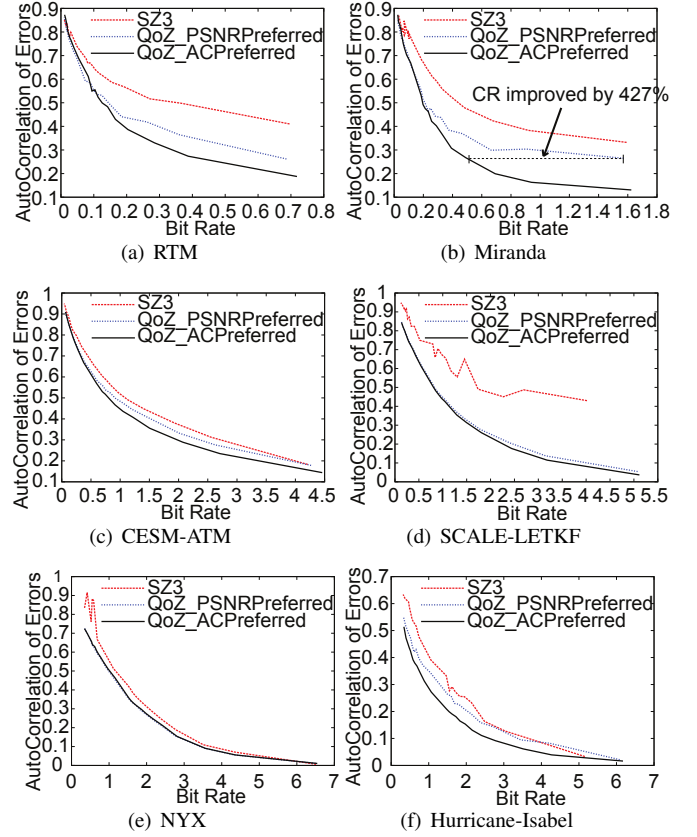 AutoCorrelation of Errors
0.9
0.8
0.7
0.6
0.5
0.4
0.3
0.2
0.1
SZ3
QoZ_PSNRPreferred
QoZ_ACPreferred
0 0.1 0.2 0.3 0.4 0.5 0.6 0.7 0.8
Bit Rate
(a) RTM
AutoCorrelation of Errors
0.9
0.8
0.7
0.6
0.5
0.4
0.3
0.2
0.1
SZ3
QoZ_PSNRPreferred
QoZ_ACPreferred
CR improved by 427%
0 0.2 0.4 0.6 0.8 1 1.2 1.4 1.6 1.8
Bit Rate
(b) Miranda
AutoCorrelation of Errors
1
0.9
0.8
0.7
0.6
0.5
0.4
0.3
0.2
0.1
SZ3
QoZ_PSNRPreferred
QoZ_ACPreferred
0 0.5 1 1.5 2 2.5 3 3.5 4 4.5
Bit Rate
(c) CESM-ATM
AutoCorrelation of Errors
1
0.9
0.8
0.7
0.6
0.5
0.4
0.3
0.2
0.1
0
SZ3
QoZ_PSNRPreferred
QoZ_ACPreferred
0.5 1 1.5 2 2.5 3 3.5 4 4.5 5 5.5
Bit Rate
(d) SCALE-LETKF
AutoCorrelation of Errors
1
0.9
0.8
0.7
0.6
0.5
0.4
0.3
0.2
0.1
0
SZ3
QoZ_PSNRPreferred
QoZ_ACPreferred
0 1 2 3 4 5 6 7
Bit Rate
(e) NYX
AutoCorrelation of Errors
0.7
0.6
0.5
0.4
0.3
0.2
0.1
0
SZ3
QoZ_PSNRPreferred
QoZ_ACPreferred
0 1 2 3 4 5 6 7
Bit Rate
(f) Hurricane-Isabel